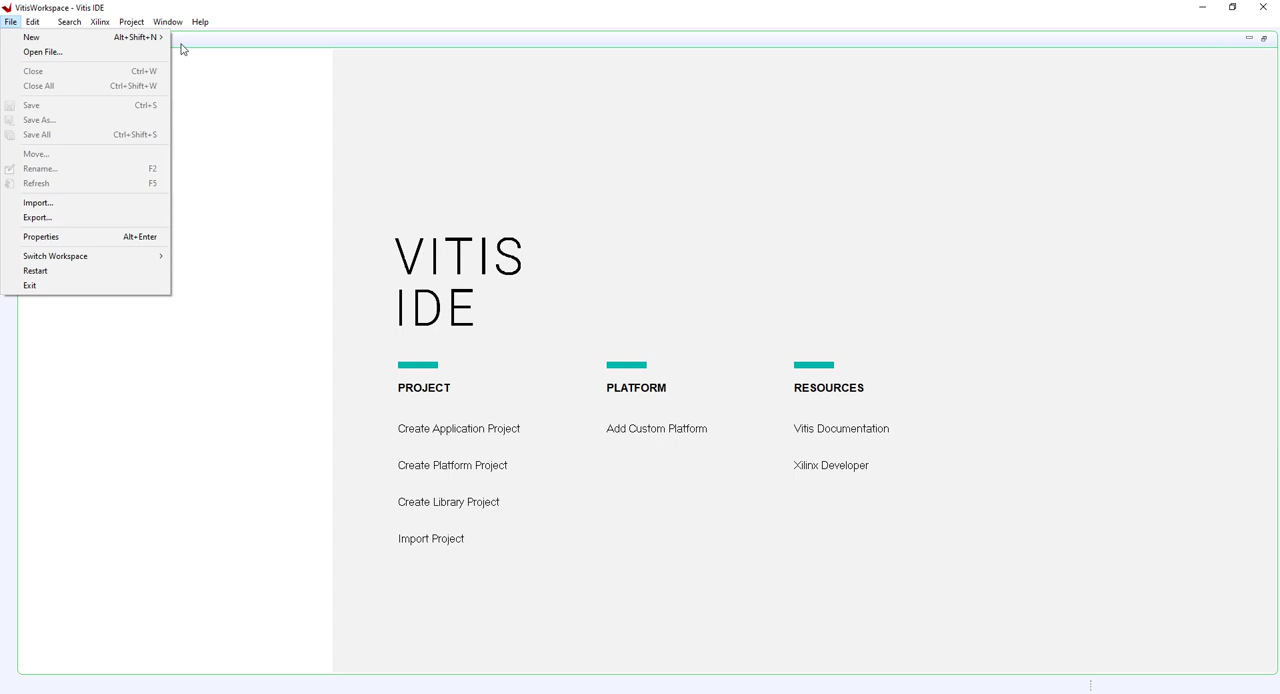 VitisWorkspace - Vitis IDE
File Edit Search Xilinx Project Window Help
New Alt+Shift+N >
Open File...
Close Ctrl+W
Close All Ctrl+Shift+W
Save Ctrl+S
Save As...
Save All Ctrl+Shift+S
Move...
Rename... F2
Refresh F5
Import...
Export...
Properties Alt+Enter
Switch Workspace >
Restart
Exit
VITIS
IDE
PROJECT
Create Application Project
Create Platform Project
Create Library Project
Import Project
PLATFORM
Add Custom Platform
RESOURCES
Vitis Documentation
Xilinx Developer